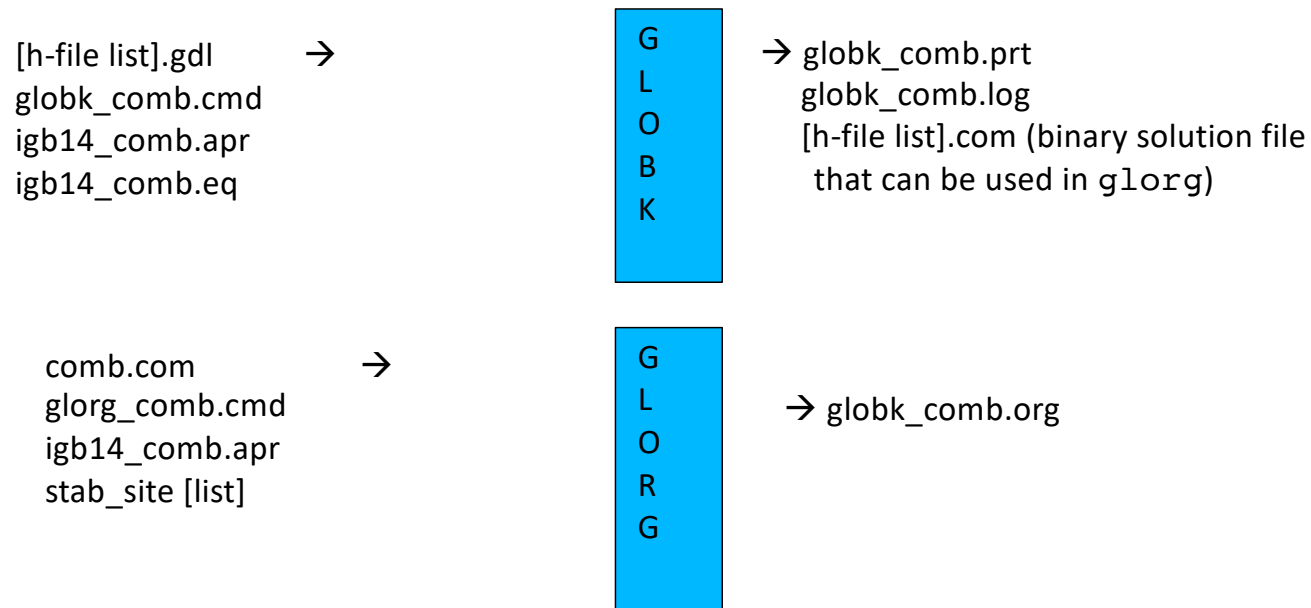 [h-file list].gdl →
globk_comb.cmd
igb14_comb.apr
igb14_comb.eq
G
L
O
B
K
→ globk_comb.prt
globk_comb.log
[h-file list].com (binary solution file
that can be used in glorg)
comb.com →
glorg_comb.cmd
igb14_comb.apr
stab_site [list]
G
L
O
R
G
→ globk_comb.org